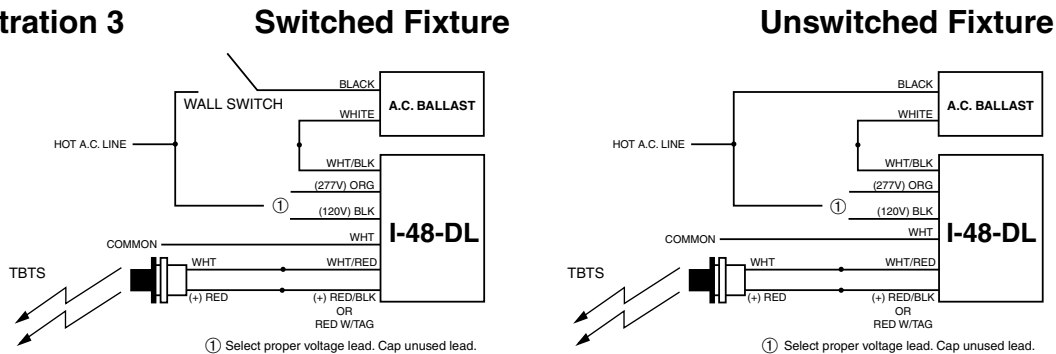 tration 3
Switched Fixture
BLACK
WALL SWITCH
A.C. BALLAST
WHITE
HOT A.C. LINE
WHT/BLK
(277V) ORG
①
(120V) BLK
I-48-DL
WHT
COMMON
TBTS
WHT
WHT/RED
(+) RED
(+) RED/BLK
OR
RED W/TAG
① Select proper voltage lead. Cap unused lead.
Unswitched Fixture
BLACK
A.C. BALLAST
WHITE
HOT A.C. LINE
WHT/BLK
(277V) ORG
①
(120V) BLK
I-48-DL
WHT
COMMON
TBTS
WHT
WHT/RED
(+) RED
(+) RED/BLK
OR
RED W/TAG
① Select proper voltage lead. Cap unused lead.